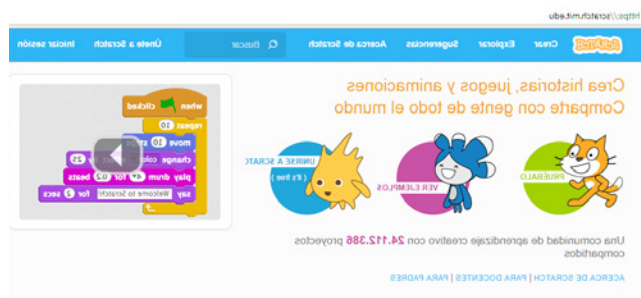 https://scratch.mit.edu
SCRATCH Crear Explorar Sugerencias Acerca de Scratch Buscar Únete a Scratch Iniciar sesión
Crea historias, juegos y animaciones
Comparte con gente de todo el mundo
PRUÉBALO
VER EJEMPLOS
UNIRSE A SCRATCH
( it's free )
Una comunidad de aprendizaje creativo con 24.112.386 proyectos
compartidos
ACERCA DE SCRATCH | PARA DOCENTES | PARA PADRES
when clicked
repeat 10
move 10 steps
change color by 25
play drum 4 for 0.2 beats
say Welcome to Scratch! for 2 secs